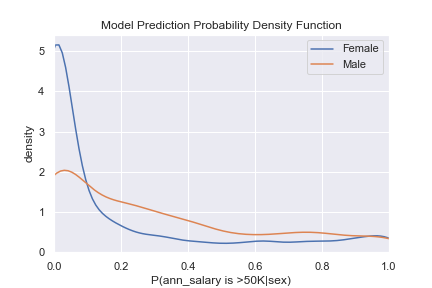 Model Prediction Probability Density Function
Female
Male
density
5
4
3
2
1
0
0.0 0.2 0.4 0.6 0.8 1.0
P(ann_salary is >50K|sex)